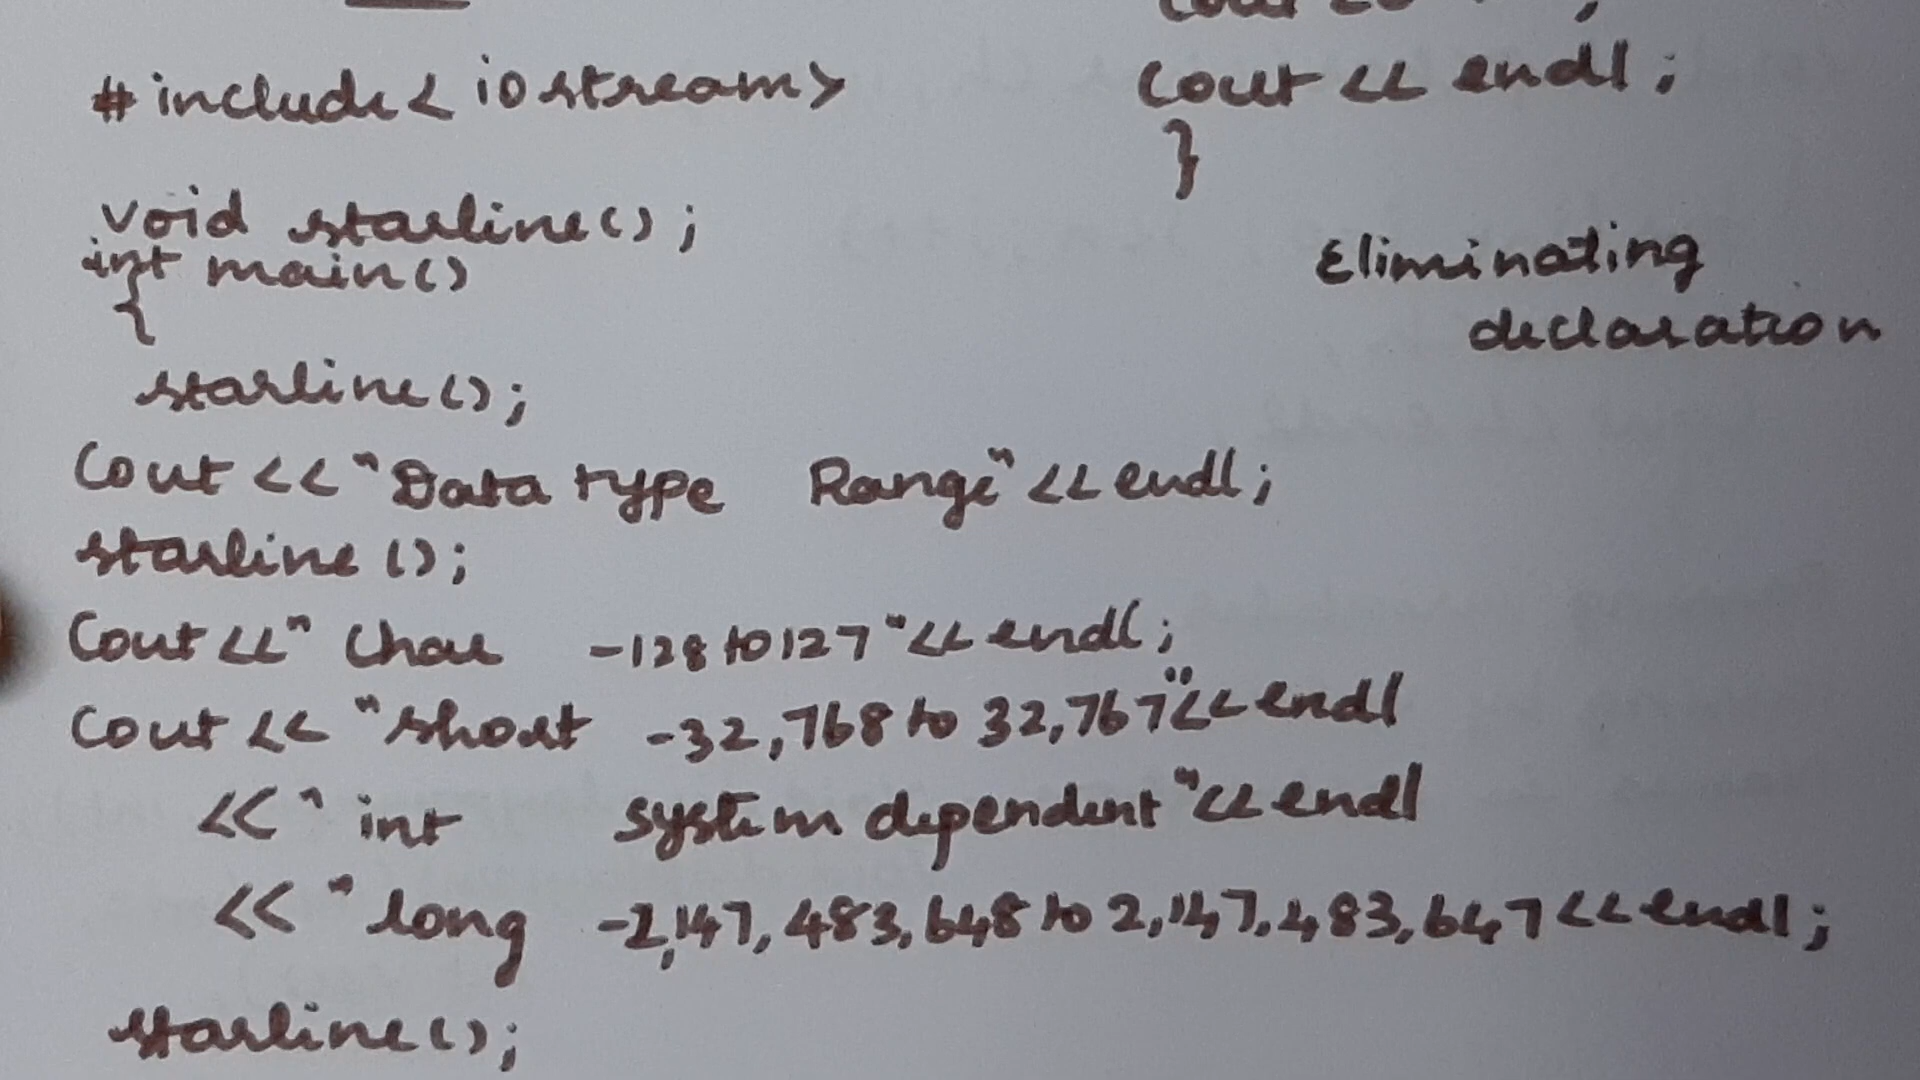 #include< iostream>
void starline();
int main()
{
starline();
Cout << "Data type Range" << endl;
starline ();
Cout << " Char -128 to 127 " << endl;
Cout << "short -32,768 to 32,767" << endl
<< " int system dependent " << endl
<< " long -2,147,483,648 to 2,147,483,647 << endl;
starline();
Cout << endl;
}
Eliminating
declaration